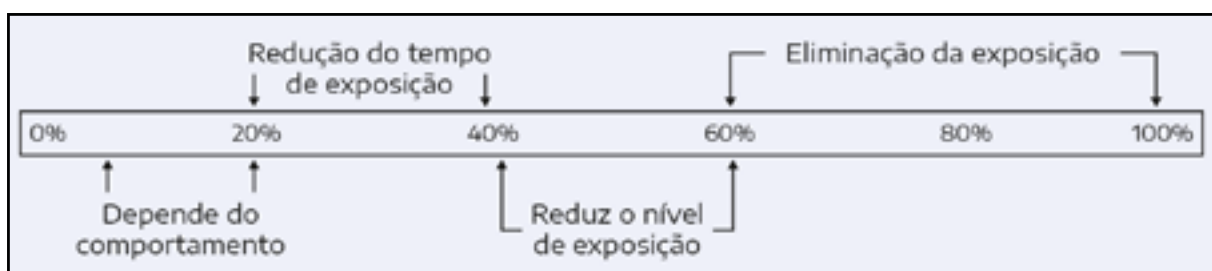 Redução do tempo
de exposição
Eliminação da exposição
0% 20% 40% 60% 80% 100%
Depende do
comportamento
Reduz o nível
de exposição